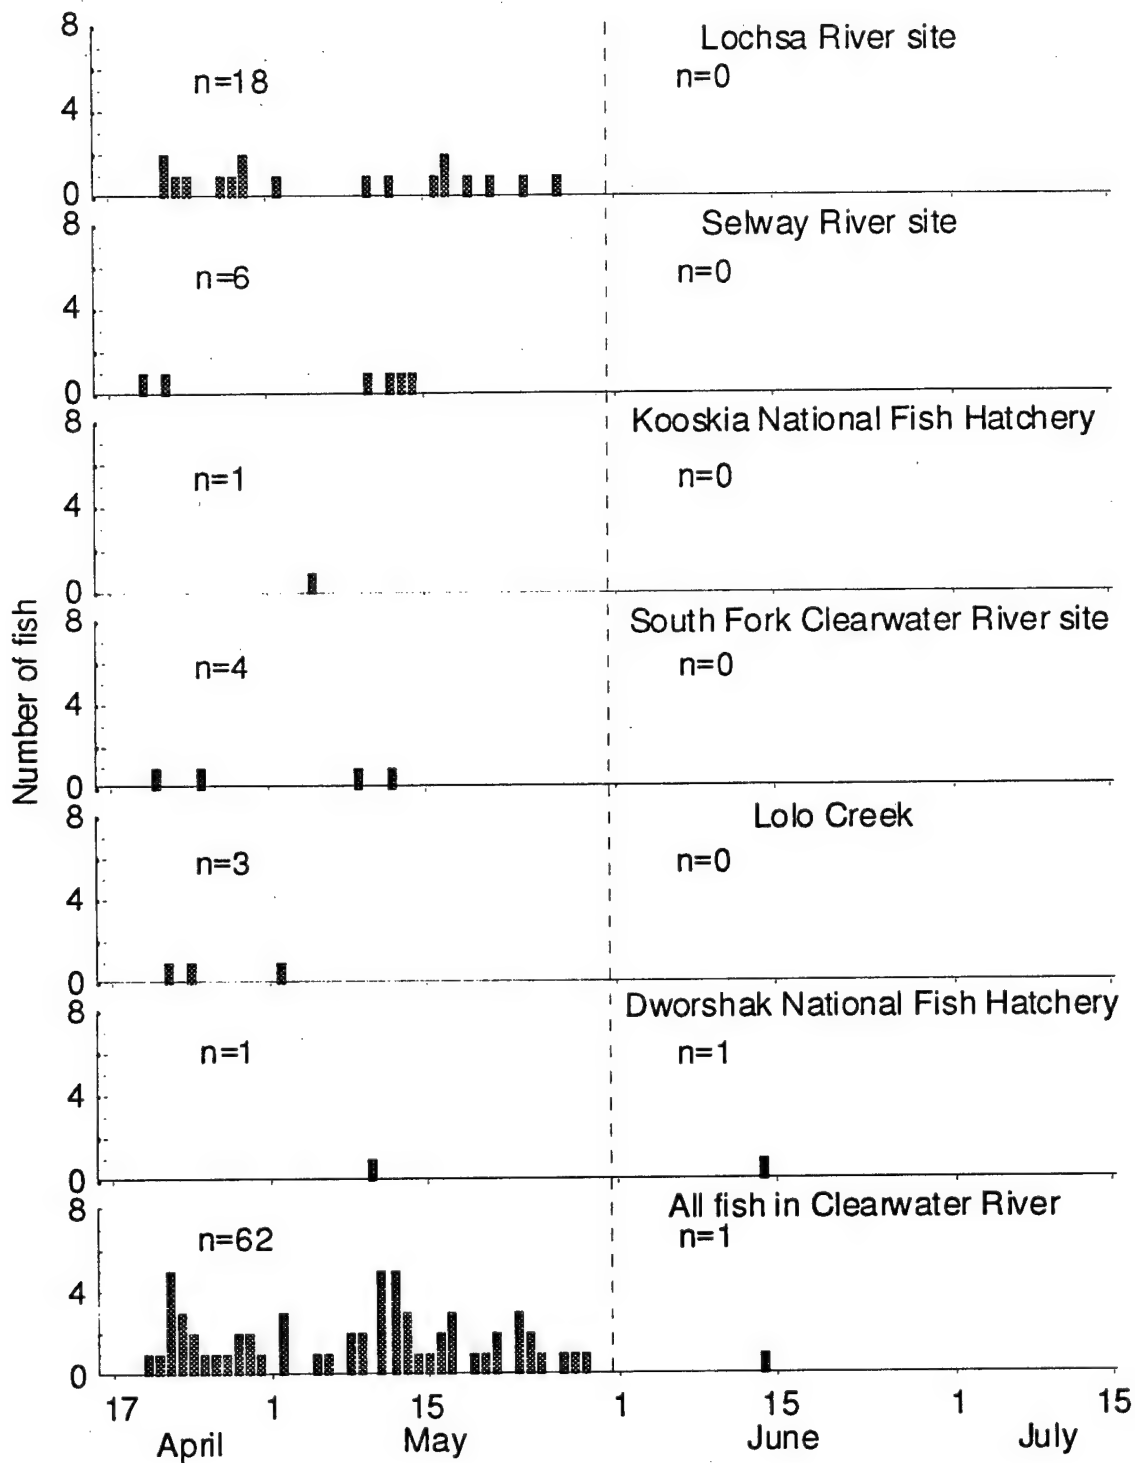 8
Lochsa River site
n=18
n=0
4
0
8
Selway River site
n=6
n=0
4
0
8
Kooskia National Fish Hatchery
n=1
n=0
4
0
8
South Fork Clearwater River site
n=4
n=0
4
0
8
Lolo Creek
n=3
n=0
4
0
8
Dworshak National Fish Hatchery
n=1
n=1
4
0
8
All fish in Clearwater River
n=62
n=1
4
0
Number of fish
17 1 15 1 15 1 15
April May June July